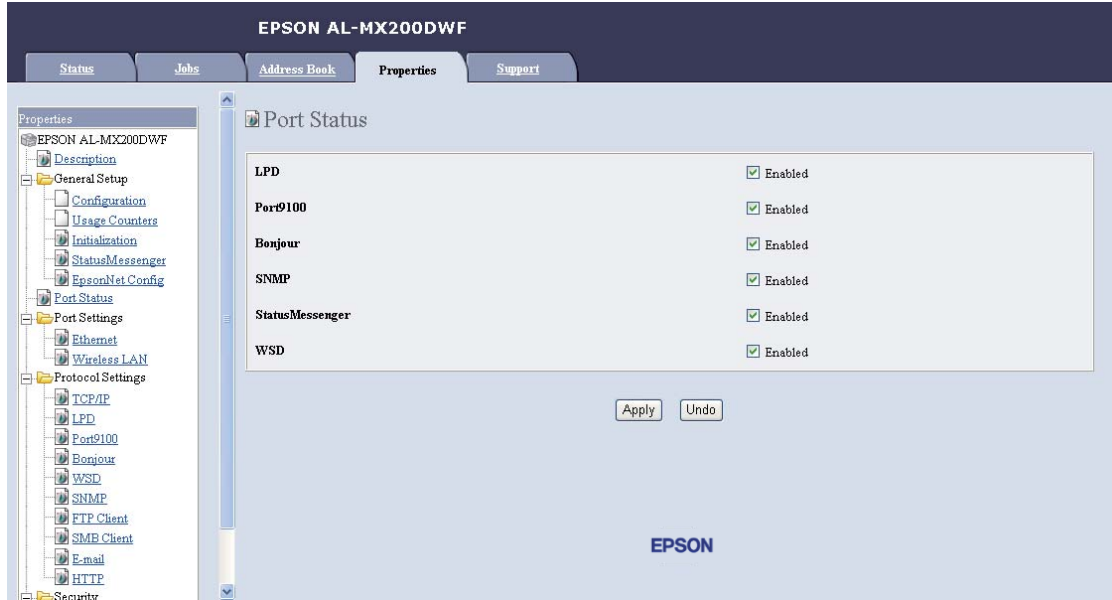 EPSON AL-MX200DWF
Status
Jobs
Address Book
Properties
Support
Properties
EPSON AL-MX200DWF
Description
General Setup
Configuration
Usage Counters
Initialization
StatusMessenger
EpsonNet Config
Port Status
Port Settings
Ethernet
Wireless LAN
Protocol Settings
TCP/IP
LPD
Port9100
Bonjour
WSD
SNMP
FTP Client
SMB Client
E-mail
HTTP
Security
Port Status
LPD Enabled
Port9100 Enabled
Bonjour Enabled
SNMP Enabled
StatusMessenger Enabled
WSD Enabled
Apply Undo
EPSON